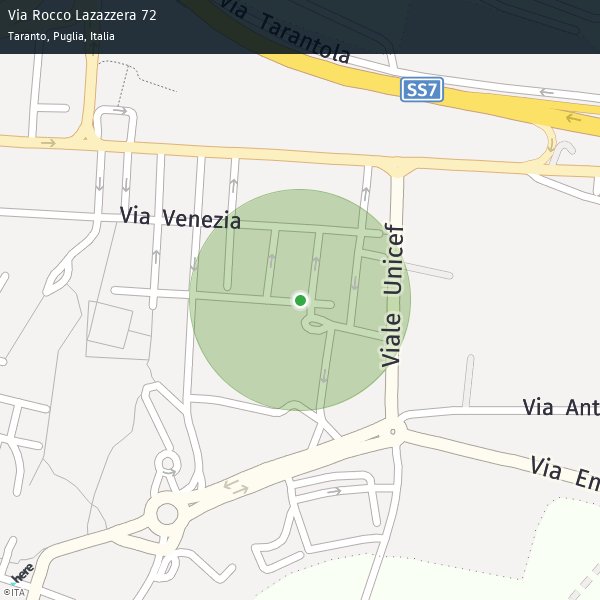 Via Rocco Lazazzera 72
Taranto, Puglia, Italia
Via Tarantola
SS7
Via Venezia
Viale Unicef
Via Ant
Via En
here
©ITA